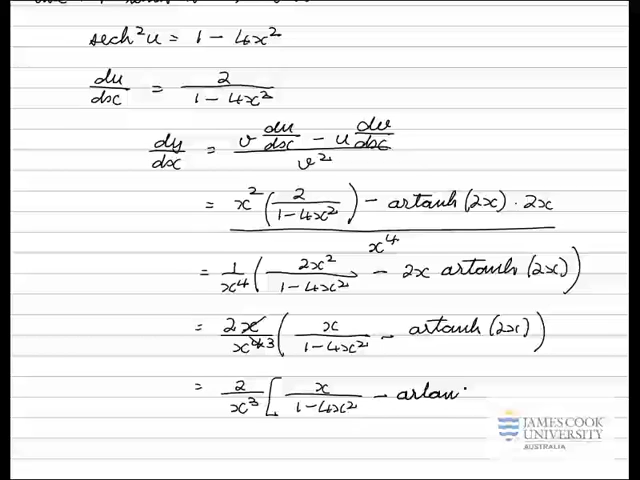 sech²u = 1 - 4x²
du/dx = 2/(1 - 4x²)
dy/dx = (v du/dx - u dv/dx)/v²
= (x² (2/(1 - 4x²)) - artanh(2x) · 2x)/x⁴
= 1/x⁴ (2x²/(1 - 4x²) - 2x artanh(2x))
= 2x/x⁴3 (x/(1 - 4x²) - artanh(2x))
= 2/x³ [x/(1 - 4x²) - artan
JAMES COOK
UNIVERSITY
AUSTRALIA